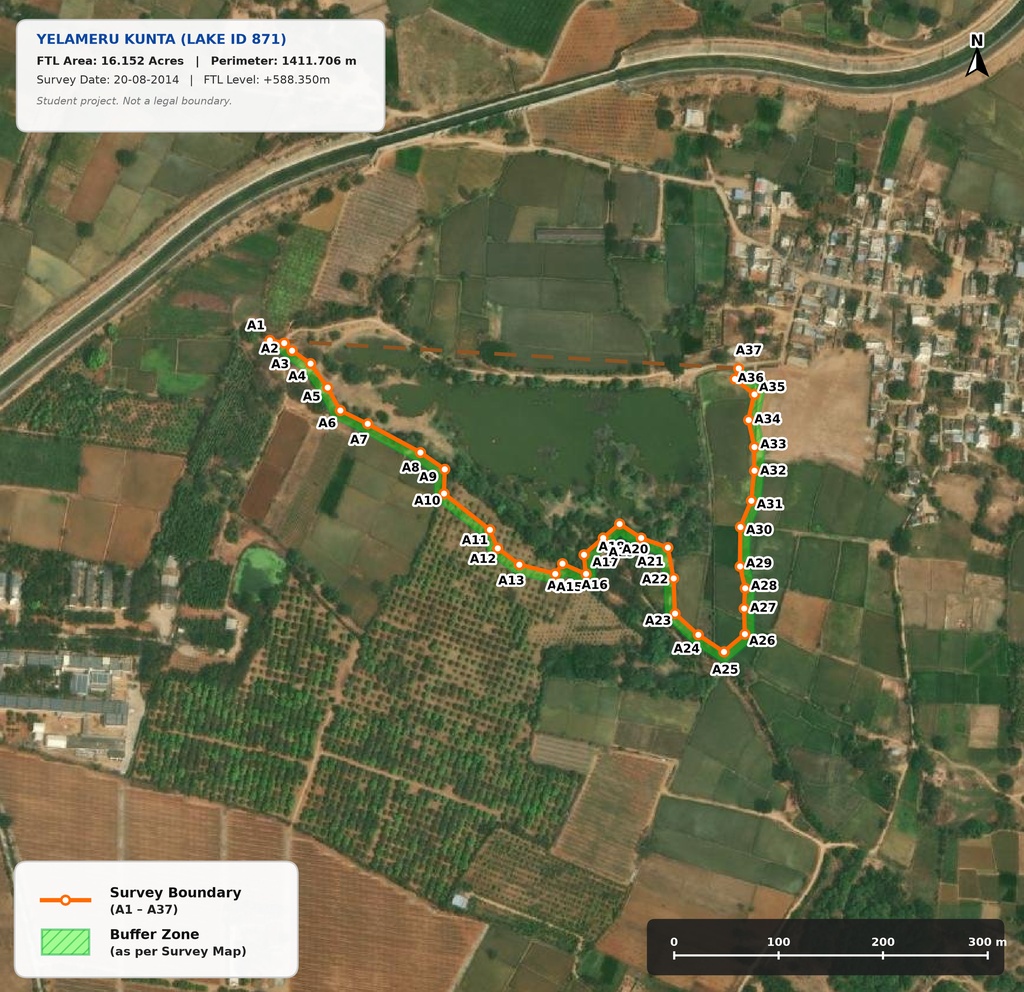 YELAMERU KUNTA (LAKE ID 871)
FTL Area: 16.152 Acres | Perimeter: 1411.706 m
Survey Date: 20-08-2014 | FTL Level: +588.350m
Student project. Not a legal boundary.
N
A1
A2
A3
A4
A5
A6
A7
A8
A9
A10
A11
A12
A13
A15
A16
A17
A20
A21
A22
A23
A24
A25
A26
A27
A28
A29
A30
A31
A32
A33
A34
A35
A36
A37
Survey Boundary
(A1 – A37)
Buffer Zone
(as per Survey Map)
0 100 200 300 m